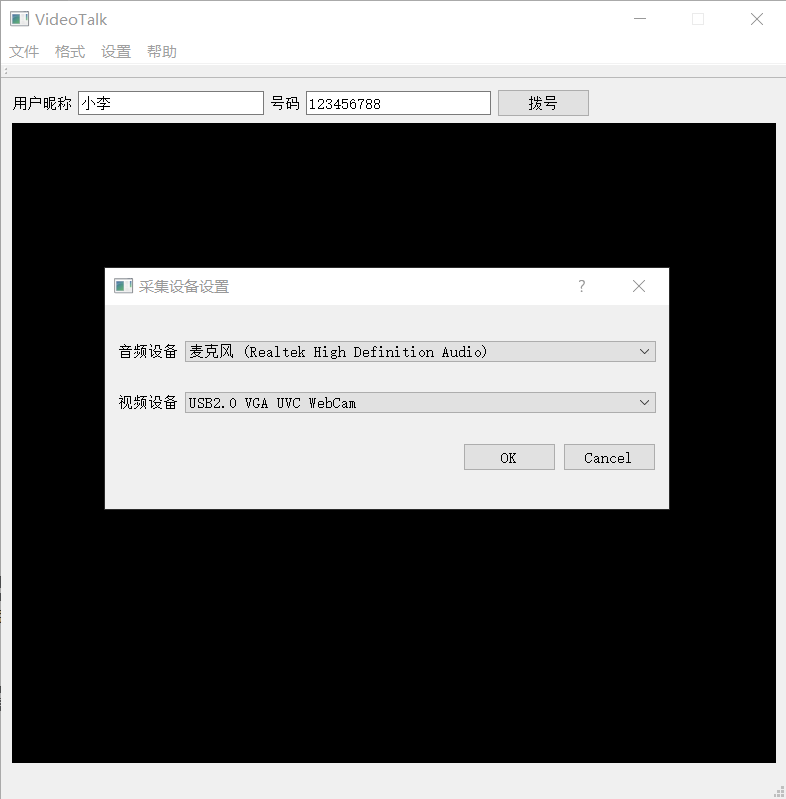 VideoTalk
文件 格式 设置 帮助
用户昵称 小李 号码 123456788 拨号
采集设备设置 ?
音频设备 麦克风 (Realtek High Definition Audio)
视频设备 USB2.0 VGA UVC WebCam
OK Cancel